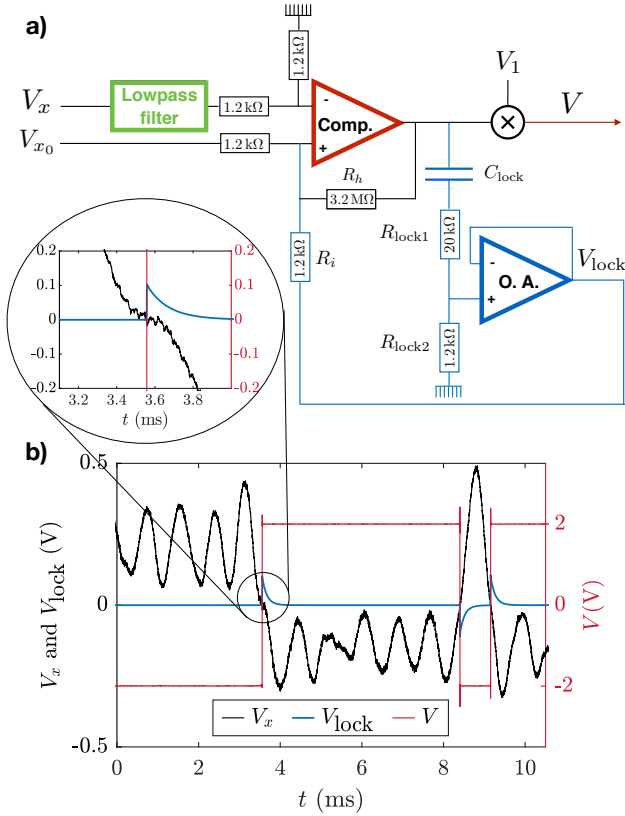 a)
V_x
Lowpass
filter
1.2 kΩ
1.2 kΩ
V_{x_0}
1.2 kΩ
-
Comp.
+
V_1
×
V
R_h
3.2 MΩ
C_lock
1.2 kΩ
R_i
R_lock1
20 kΩ
-
O. A.
+
V_lock
R_lock2
1.2 kΩ
0.2
0.1
0
-0.1
-0.2
0.2
0.1
0
-0.1
-0.2
3.2 3.4 3.6 3.8
t (ms)
b)
0.5
0
-0.5
V_x and V_lock (V)
2
0
-2
V (V)
V_x V_lock V
0 2 4 6 8 10
t (ms)